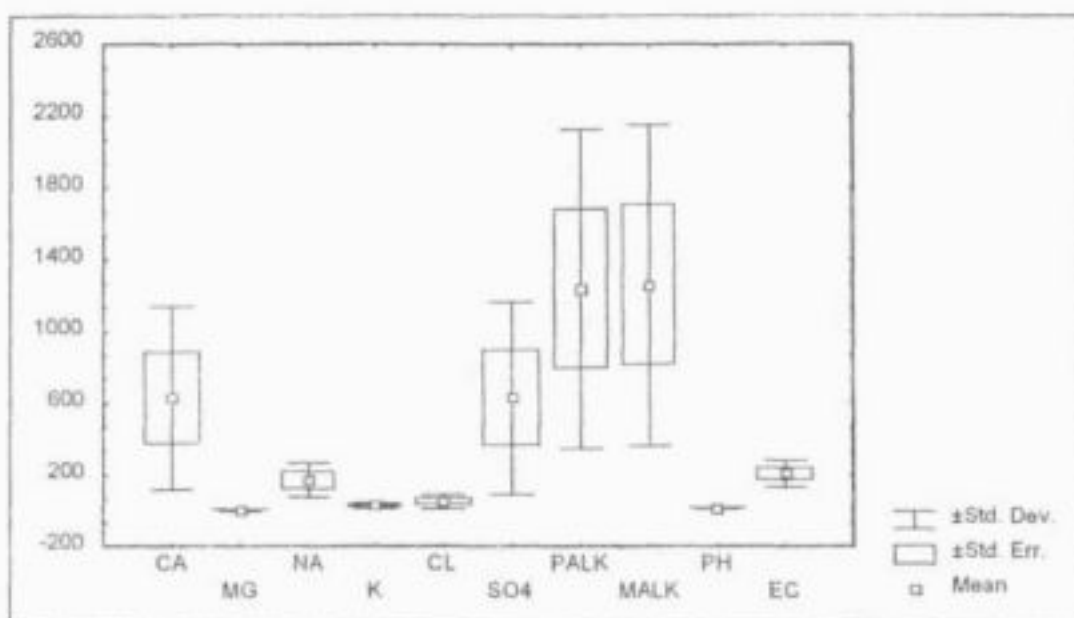 2600
2200
1800
1400
1000
600
200
-200
CA NA CL PALK PH
MG K SO4 MALK EC
±Std. Dev.
±Std. Err.
Mean